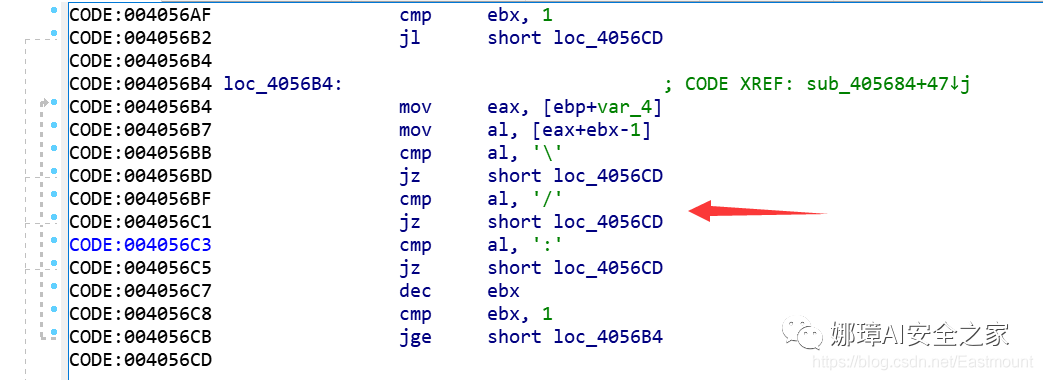 CODE:004056AF cmp ebx, 1
CODE:004056B2 jl short loc_4056CD
CODE:004056B4
CODE:004056B4 loc_4056B4: ; CODE XREF: sub_405684+47↓j
CODE:004056B4 mov eax, [ebp+var_4]
CODE:004056B7 mov al, [eax+ebx-1]
CODE:004056BB cmp al, '\'
CODE:004056BD jz short loc_4056CD
CODE:004056BF cmp al, '/'
CODE:004056C1 jz short loc_4056CD
CODE:004056C3 cmp al, ':'
CODE:004056C5 jz short loc_4056CD
CODE:004056C7 dec ebx
CODE:004056C8 cmp ebx, 1
CODE:004056CB jge short loc_4056B4
CODE:004056CD
娜璋AI安全之家
https://blog.csdn.net/Eastmount